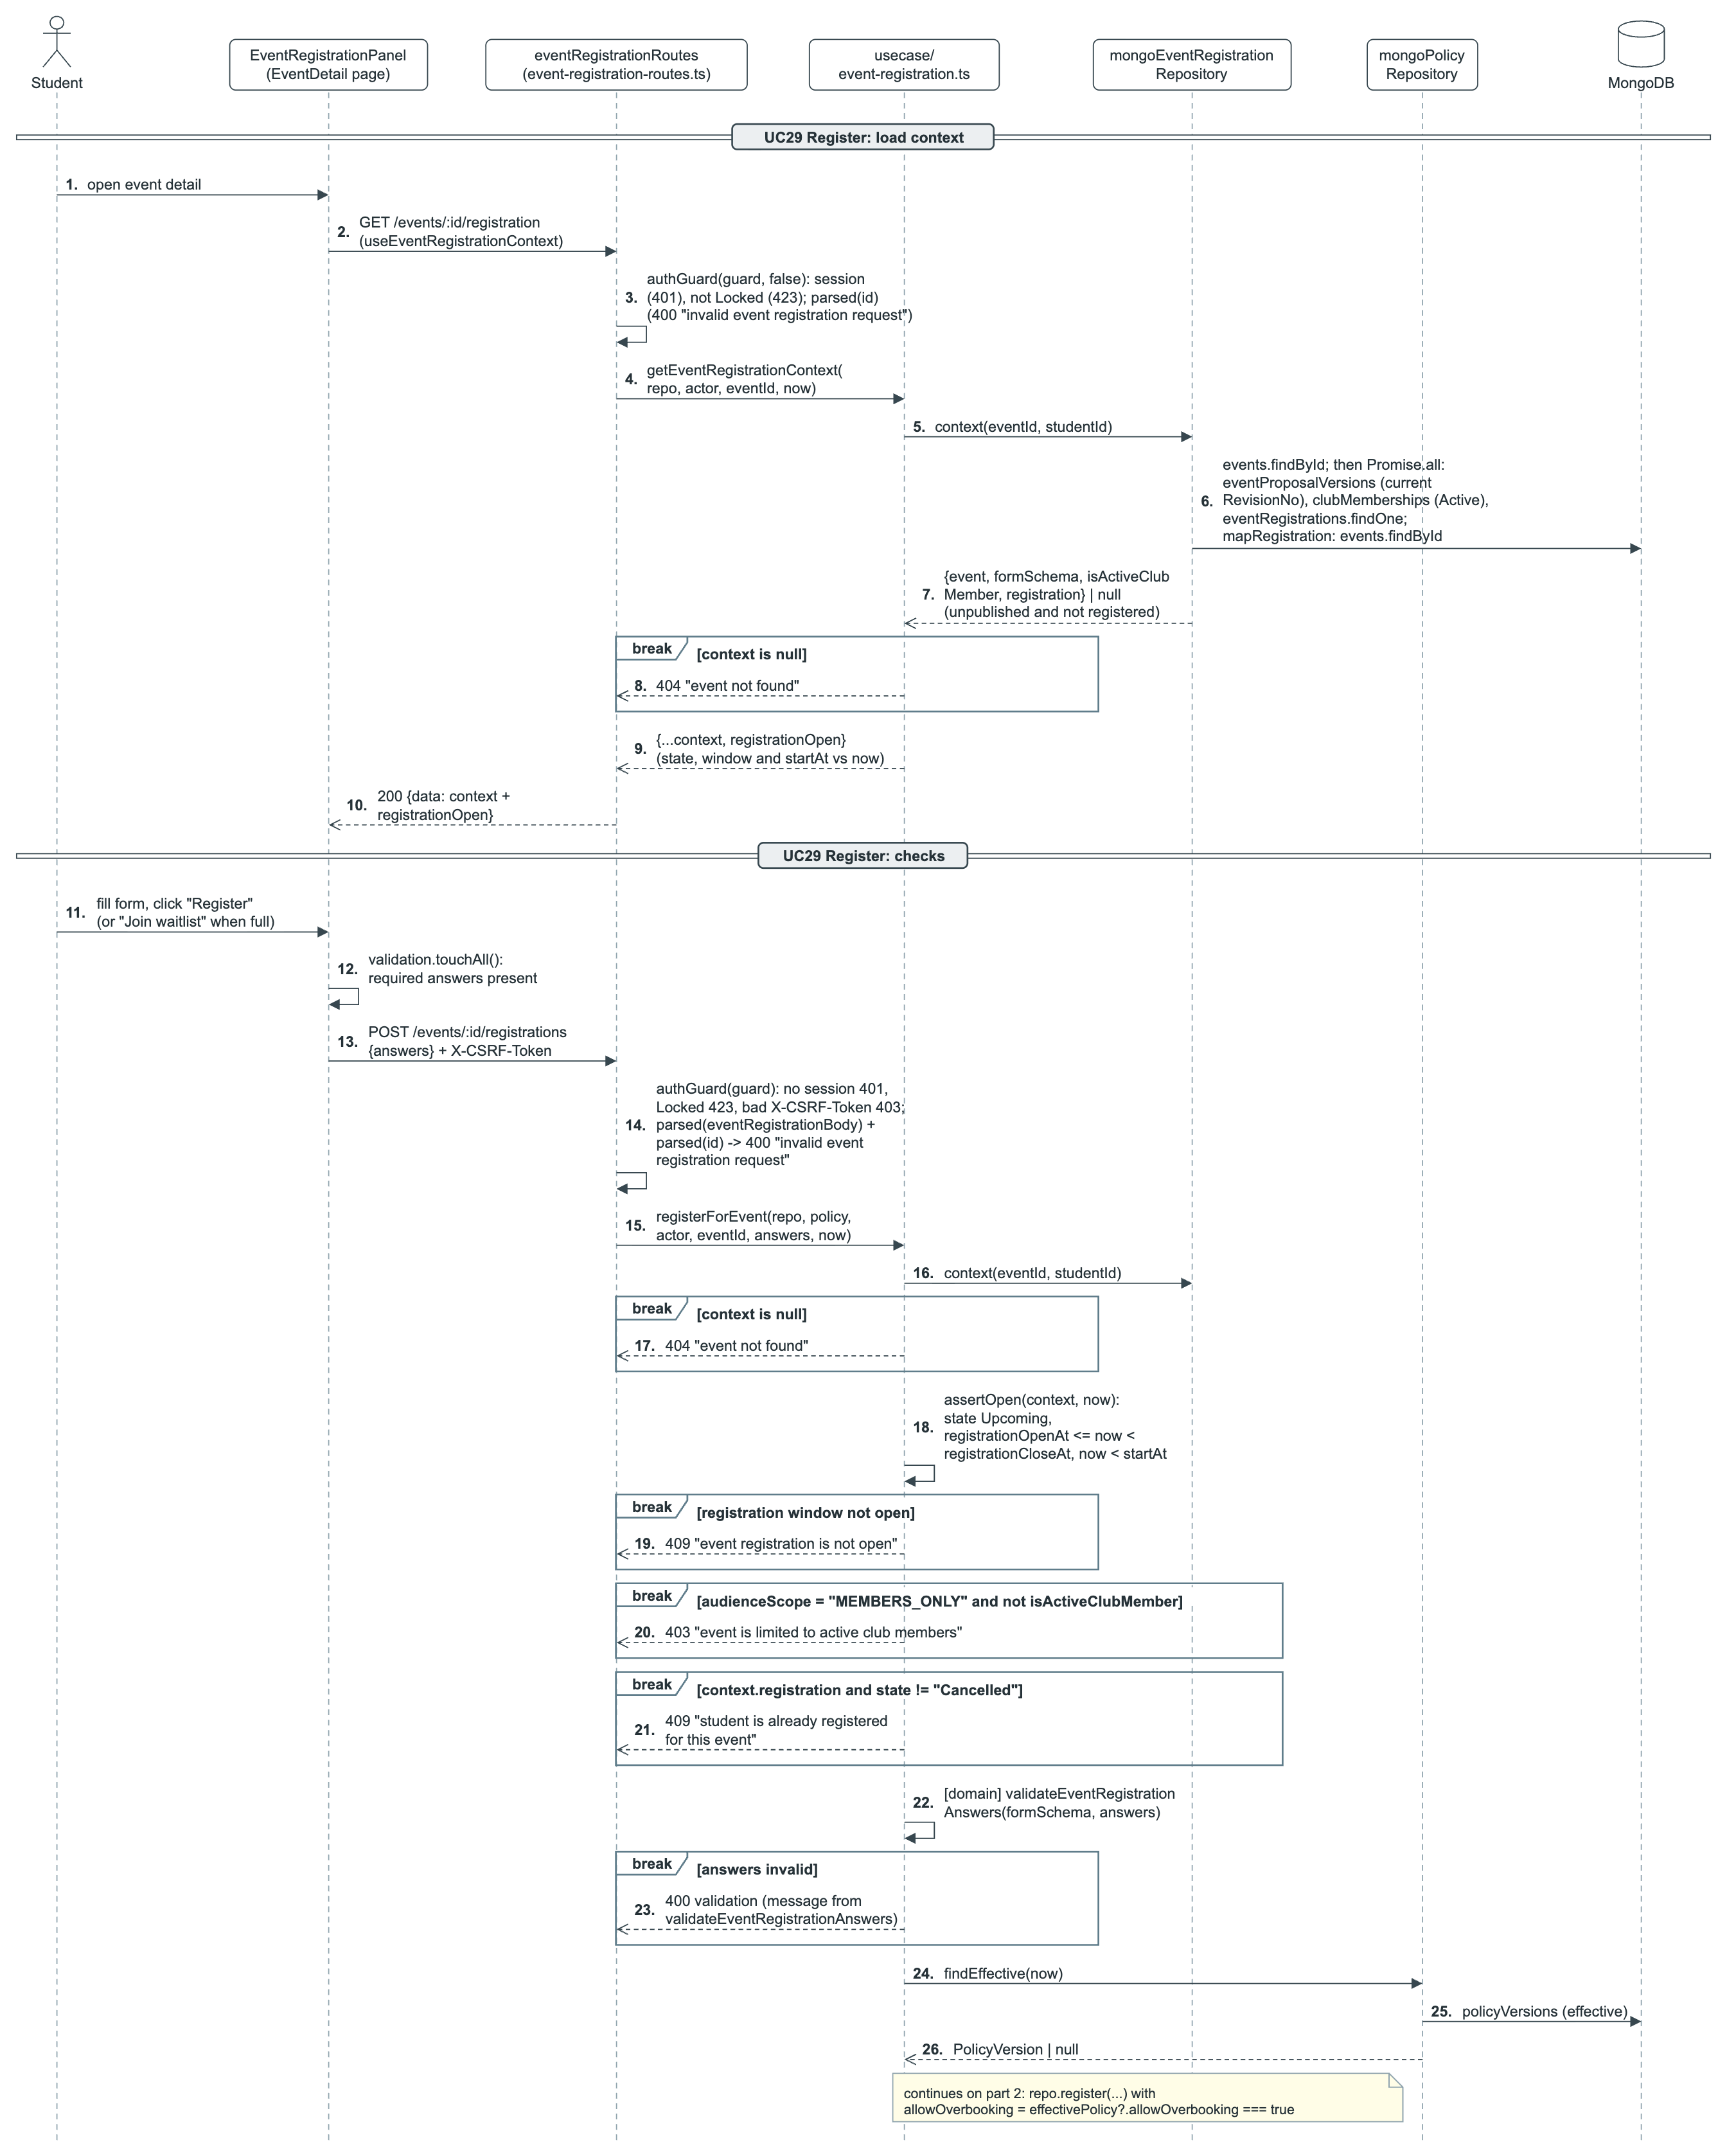 Student
EventRegistrationPanel
(EventDetail page)
eventRegistrationRoutes
(event-registration-routes.ts)
usecase/
event-registration.ts
mongoEventRegistration
Repository
mongoPolicy
Repository
MongoDB
UC29 Register: load context
1. open event detail
2. GET /events/:id/registration
(useEventRegistrationContext)
3. authGuard(guard, false): session
(401), not Locked (423); parsed(id)
(400 "invalid event registration request")
4. getEventRegistrationContext(
repo, actor, eventId, now)
5. context(eventId, studentId)
6. events.findById; then Promise.all:
eventProposalVersions (current
RevisionNo), clubMemberships (Active),
eventRegistrations.findOne;
mapRegistration: events.findById
7. {event, formSchema, isActiveClub
Member, registration} | null
(unpublished and not registered)
break [context is null]
8. 404 "event not found"
9. {...context, registrationOpen}
(state, window and startAt vs now)
10. 200 {data: context +
registrationOpen}
UC29 Register: checks
11. fill form, click "Register"
(or "Join waitlist" when full)
12. validation.touchAll():
required answers present
13. POST /events/:id/registrations
{answers} + X-CSRF-Token
14. authGuard(guard): no session 401,
Locked 423, bad X-CSRF-Token 403;
parsed(eventRegistrationBody) +
parsed(id) -> 400 "invalid event
registration request"
15. registerForEvent(repo, policy,
actor, eventId, answers, now)
16. context(eventId, studentId)
break [context is null]
17. 404 "event not found"
18. assertOpen(context, now):
state Upcoming,
registrationOpenAt <= now <
registrationCloseAt, now < startAt
break [registration window not open]
19. 409 "event registration is not open"
break [audienceScope = "MEMBERS_ONLY" and not isActiveClubMember]
20. 403 "event is limited to active club members"
break [context.registration and state != "Cancelled"]
21. 409 "student is already registered
for this event"
22. [domain] validateEventRegistration
Answers(formSchema, answers)
break [answers invalid]
23. 400 validation (message from
validateEventRegistrationAnswers)
24. findEffective(now)
25. policyVersions (effective)
26. PolicyVersion | null
continues on part 2: repo.register(...) with
allowOverbooking = effectivePolicy?.allowOverbooking === true